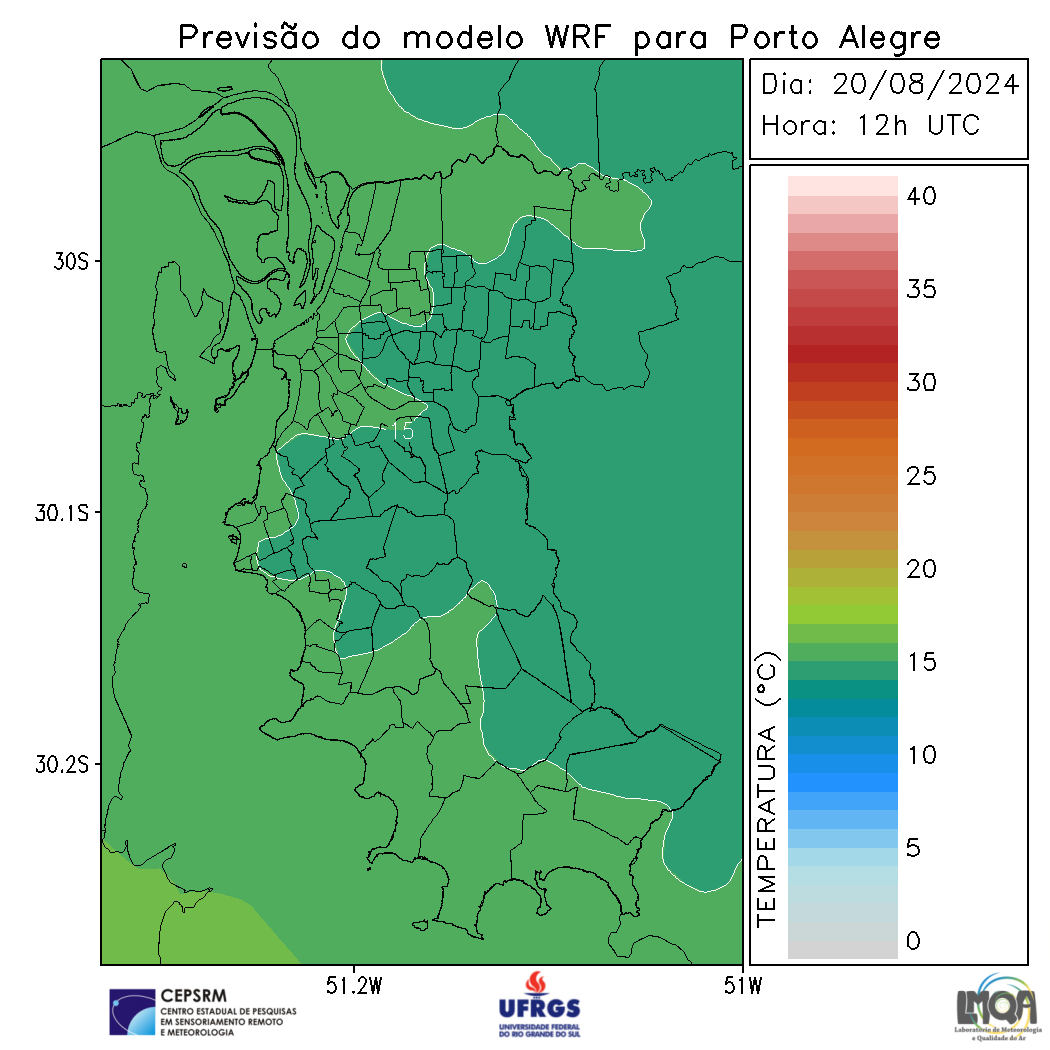 Previsão do modelo WRF para Porto Alegre
Dia: 20/08/2024
Hora: 12h UTC
30S
30.1S
30.2S
51.2W
51W
15
TEMPERATURA (°C)
40
35
30
25
20
15
10
5
0
CEPSRM
CENTRO ESTADUAL DE PESQUISAS
EM SENSORIAMENTO REMOTO
E METEOROLOGIA
UFRGS
UNIVERSIDADE FEDERAL
DO RIO GRANDE DO SUL
LMQA
Laboratório de Meteorologia
e Qualidade do Ar